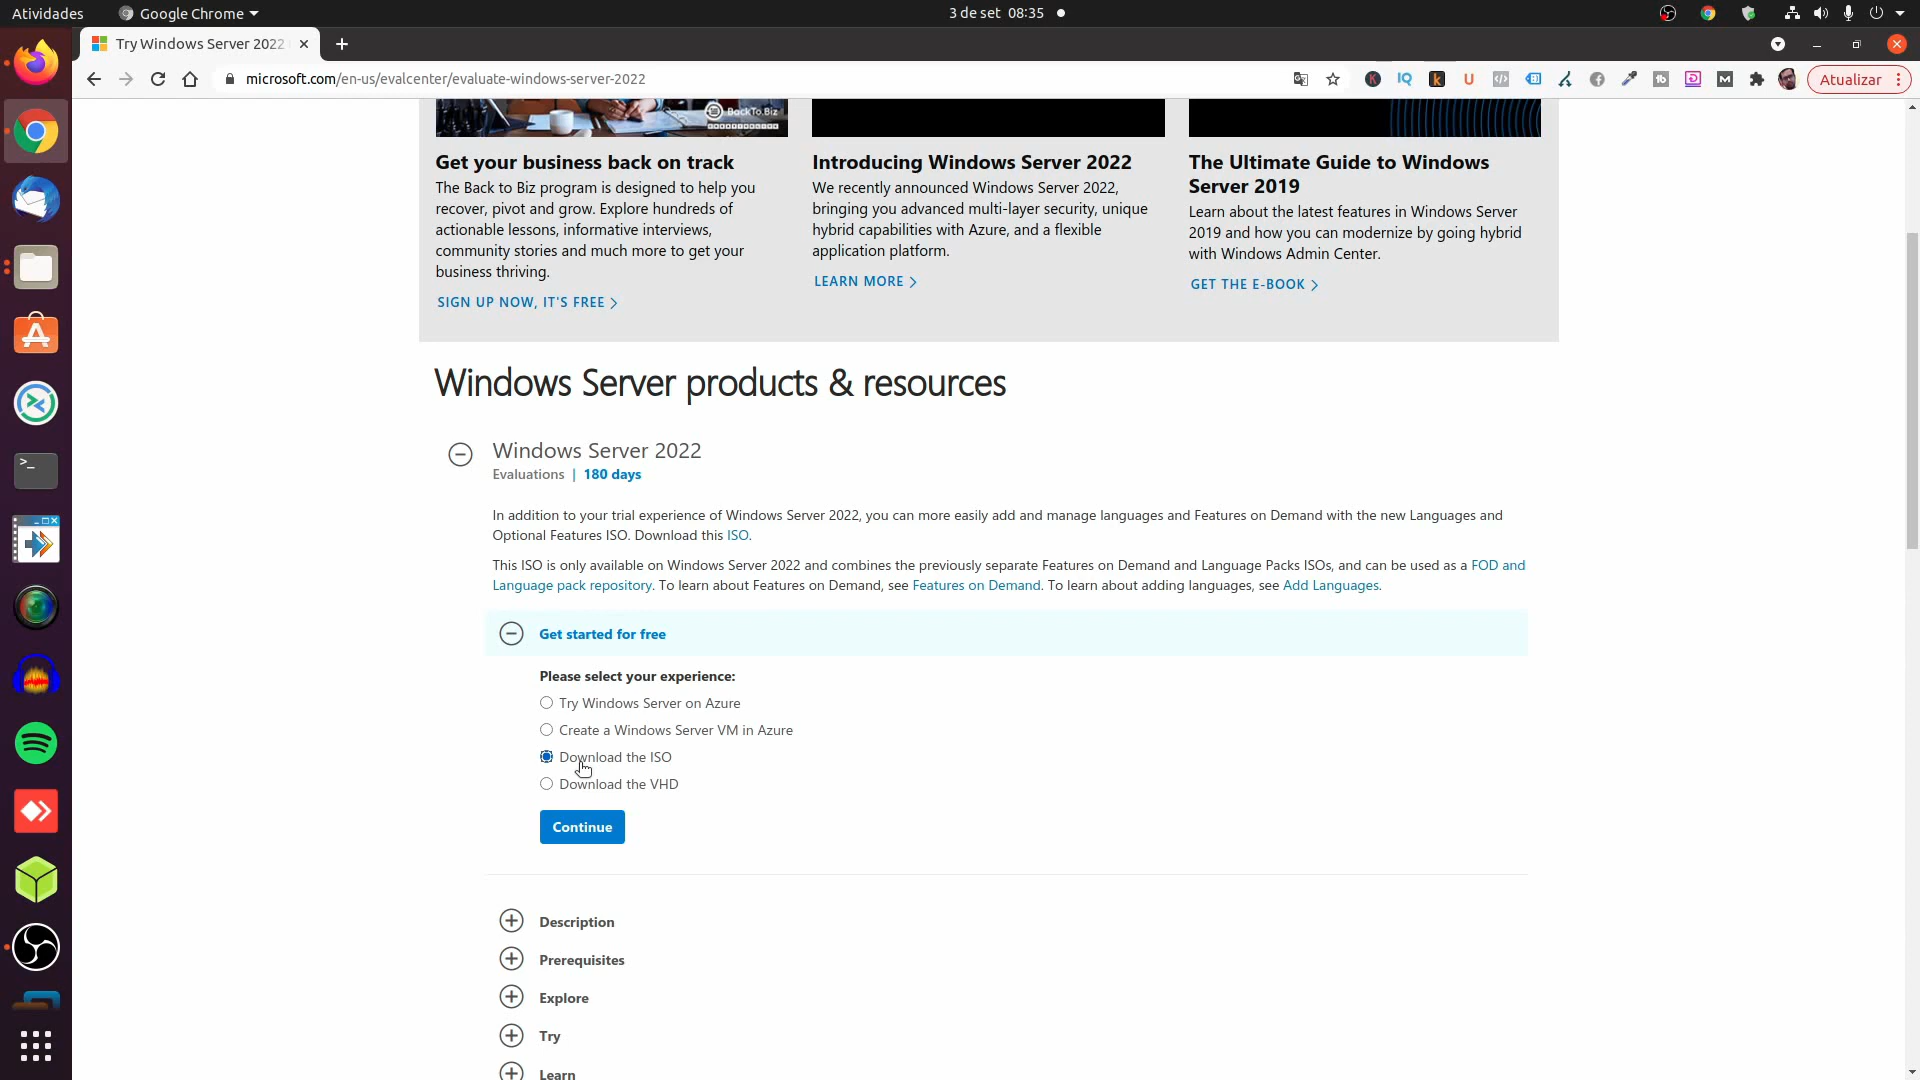 Atividades
Google Chrome
3 de set 08:35
Try Windows Server 2022
microsoft.com/en-us/evalcenter/evaluate-windows-server-2022
Atualizar
BackTo.Biz
Get your business back on track
The Back to Biz program is designed to help you
recover, pivot and grow. Explore hundreds of
actionable lessons, informative interviews,
community stories and much more to get your
business thriving.
SIGN UP NOW, IT'S FREE
Introducing Windows Server 2022
We recently announced Windows Server 2022,
bringing you advanced multi-layer security, unique
hybrid capabilities with Azure, and a flexible
application platform.
LEARN MORE
The Ultimate Guide to Windows
Server 2019
Learn about the latest features in Windows Server
2019 and how you can modernize by going hybrid
with Windows Admin Center.
GET THE E-BOOK
Windows Server products & resources
Windows Server 2022
Evaluations | 180 days
In addition to your trial experience of Windows Server 2022, you can more easily add and manage languages and Features on Demand with the new Languages and
Optional Features ISO. Download this ISO.
This ISO is only available on Windows Server 2022 and combines the previously separate Features on Demand and Language Packs ISOs, and can be used as a FOD and
Language pack repository. To learn about Features on Demand, see Features on Demand. To learn about adding languages, see Add Languages.
Get started for free
Please select your experience:
Try Windows Server on Azure
Create a Windows Server VM in Azure
Download the ISO
Download the VHD
Continue
Description
Prerequisites
Explore
Try
Learn